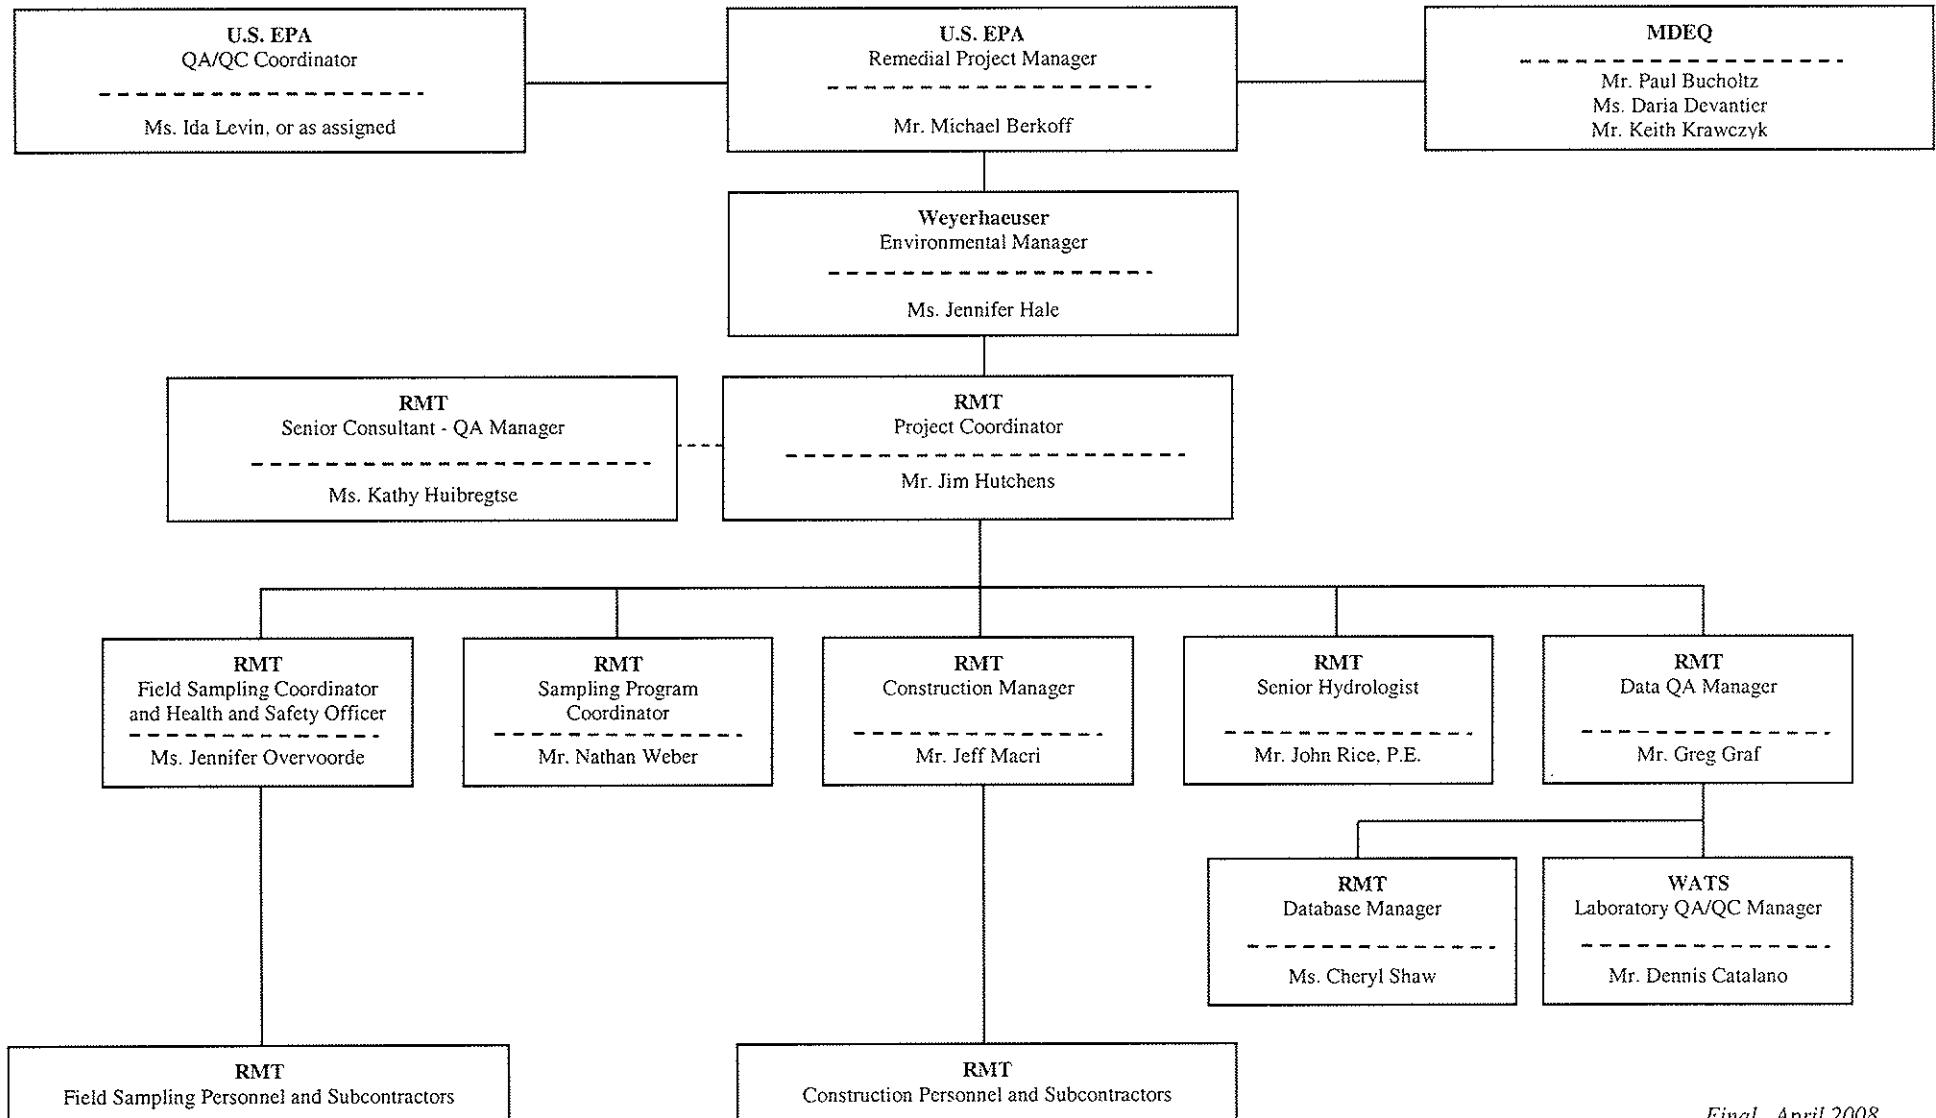 U.S. EPA
QA/QC Coordinator
Ms. Ida Levin, or as assigned
U.S. EPA
Remedial Project Manager
Mr. Michael Berkoff
MDEQ
Mr. Paul Bucholtz
Ms. Daria Devantier
Mr. Keith Krawczyk
Weyerhaeuser
Environmental Manager
Ms. Jennifer Hale
RMT
Senior Consultant - QA Manager
Ms. Kathy Huibregtse
RMT
Project Coordinator
Mr. Jim Hutchens
RMT
Field Sampling Coordinator
and Health and Safety Officer
Ms. Jennifer Overvoorde
RMT
Sampling Program
Coordinator
Mr. Nathan Weber
RMT
Construction Manager
Mr. Jeff Macri
RMT
Senior Hydrologist
Mr. John Rice, P.E.
RMT
Data QA Manager
Mr. Greg Graf
RMT
Database Manager
Ms. Cheryl Shaw
WATS
Laboratory QA/QC Manager
Mr. Dennis Catalano
RMT
Field Sampling Personnel and Subcontractors
RMT
Construction Personnel and Subcontractors
Final April 2008